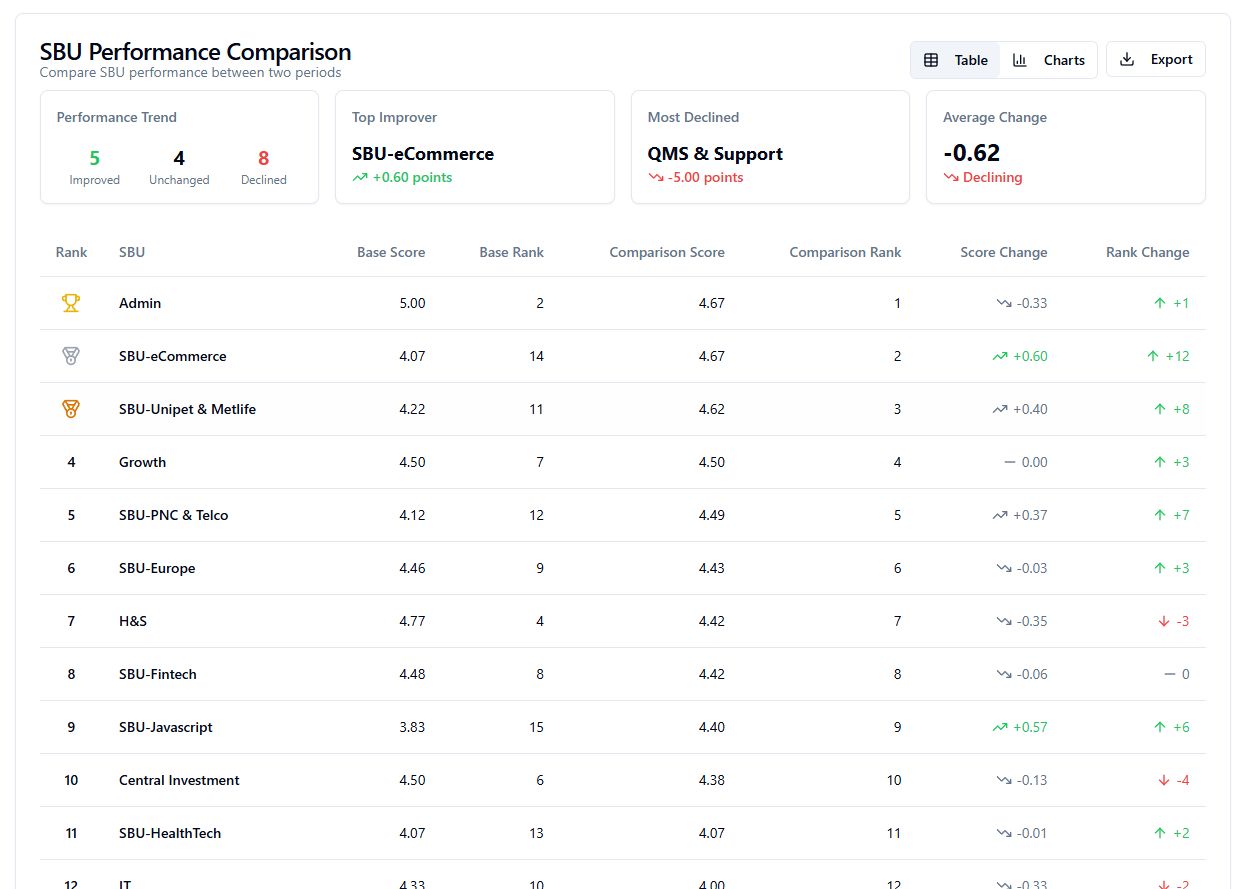 SBU Performance Comparison
Compare SBU performance between two periods
Table Charts Export
Performance Trend
5 4 8
Improved Unchanged Declined
Top Improver
SBU-eCommerce
+0.60 points
Most Declined
QMS & Support
-5.00 points
Average Change
-0.62
Declining
Rank SBU Base Score Base Rank Comparison Score Comparison Rank Score Change Rank Change
Admin 5.00 2 4.67 1 -0.33 +1
SBU-eCommerce 4.07 14 4.67 2 +0.60 +12
SBU-Unipet & Metlife 4.22 11 4.62 3 +0.40 +8
4 Growth 4.50 7 4.50 4 0.00 +3
5 SBU-PNC & Telco 4.12 12 4.49 5 +0.37 +7
6 SBU-Europe 4.46 9 4.43 6 -0.03 +3
7 H&S 4.77 4 4.42 7 -0.35 -3
8 SBU-Fintech 4.48 8 4.42 8 -0.06 0
9 SBU-Javascript 3.83 15 4.40 9 +0.57 +6
10 Central Investment 4.50 6 4.38 10 -0.13 -4
11 SBU-HealthTech 4.07 13 4.07 11 -0.01 +2
12 IT 4.33 10 4.00 12 -0.33 -2